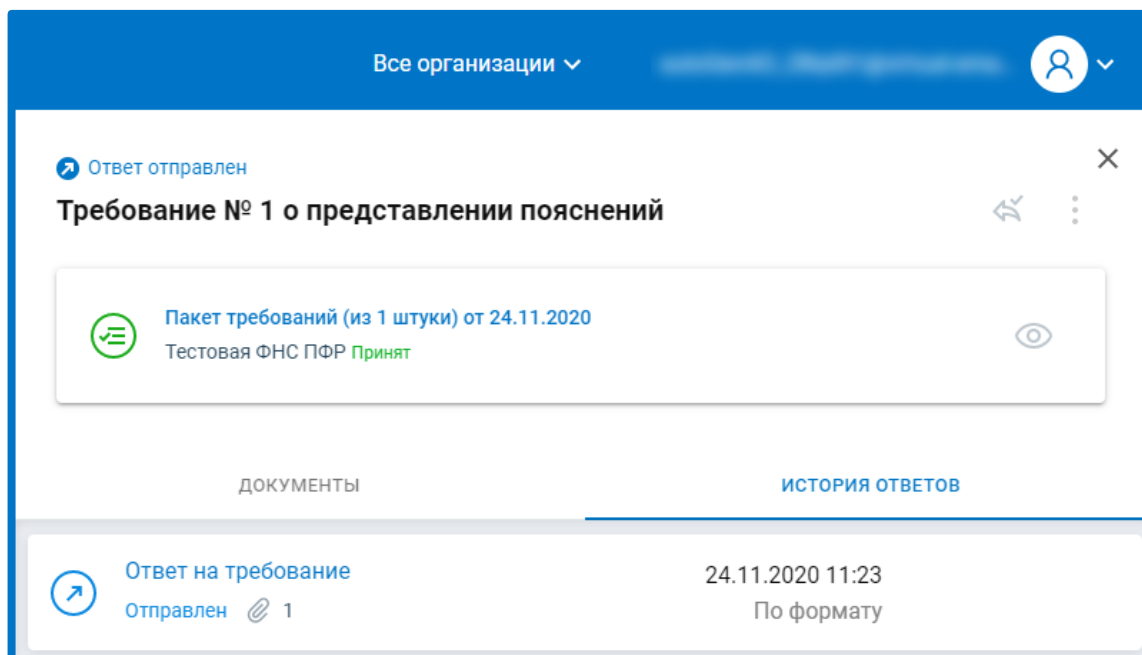 Все организации
Ответ отправлен
Требование № 1 о представлении пояснений
Пакет требований (из 1 штуки) от 24.11.2020
Тестовая ФНС ПФР Принят
ДОКУМЕНТЫ
ИСТОРИЯ ОТВЕТОВ
Ответ на требование
24.11.2020 11:23
Отправлен 1
По формату